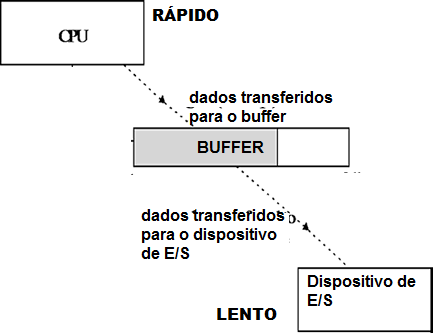 RÁPIDO
CPU
dados transferidos
para o buffer
BUFFER
dados transferidos
para o dispositivo
de E/S
Dispositivo de
E/S
LENTO